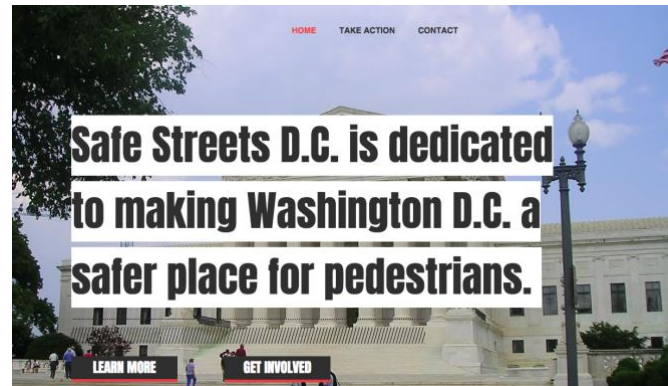 HOME TAKE ACTION CONTACT
Safe Streets D.C. is dedicated
to making Washington D.C. a
safer place for pedestrians.
LEARN MORE GET INVOLVED